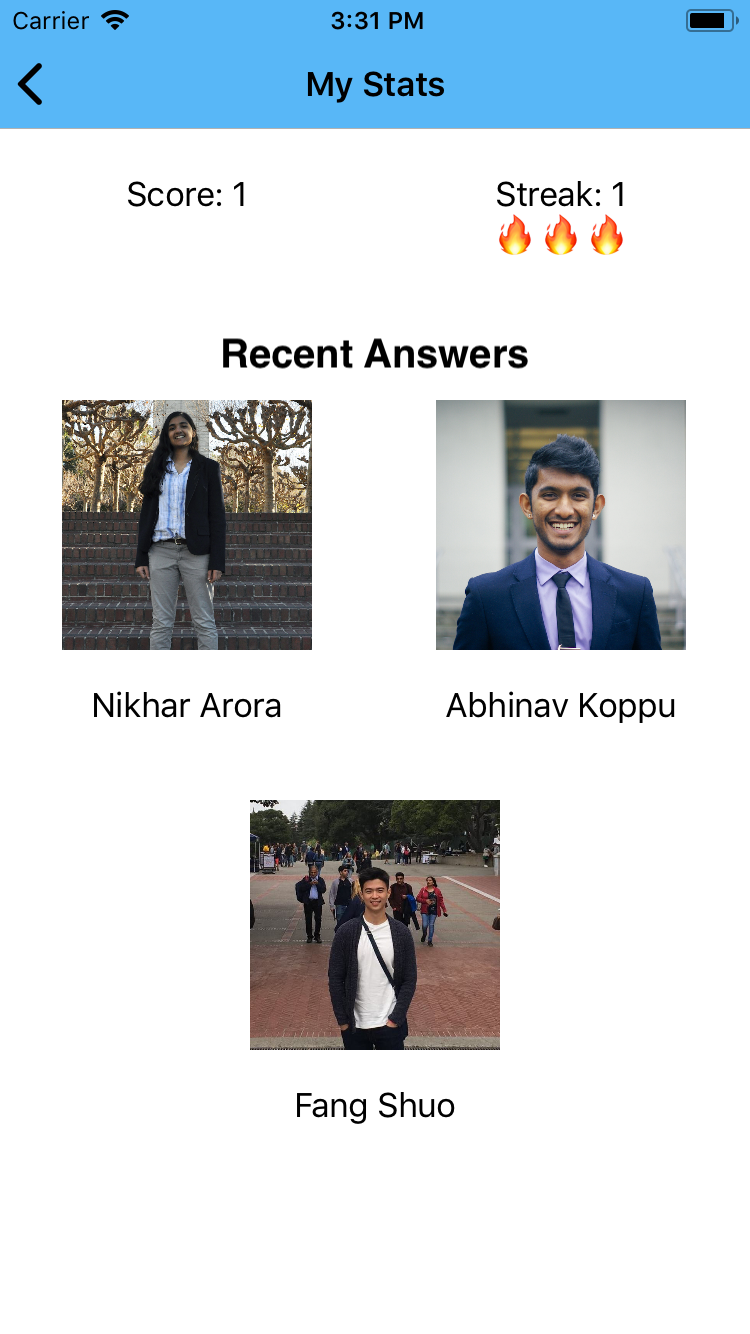 Carrier 3:31 PM
My Stats
Score: 1 Streak: 1
🔥🔥🔥
Recent Answers
Nikhar Arora Abhinav Koppu
Fang Shuo